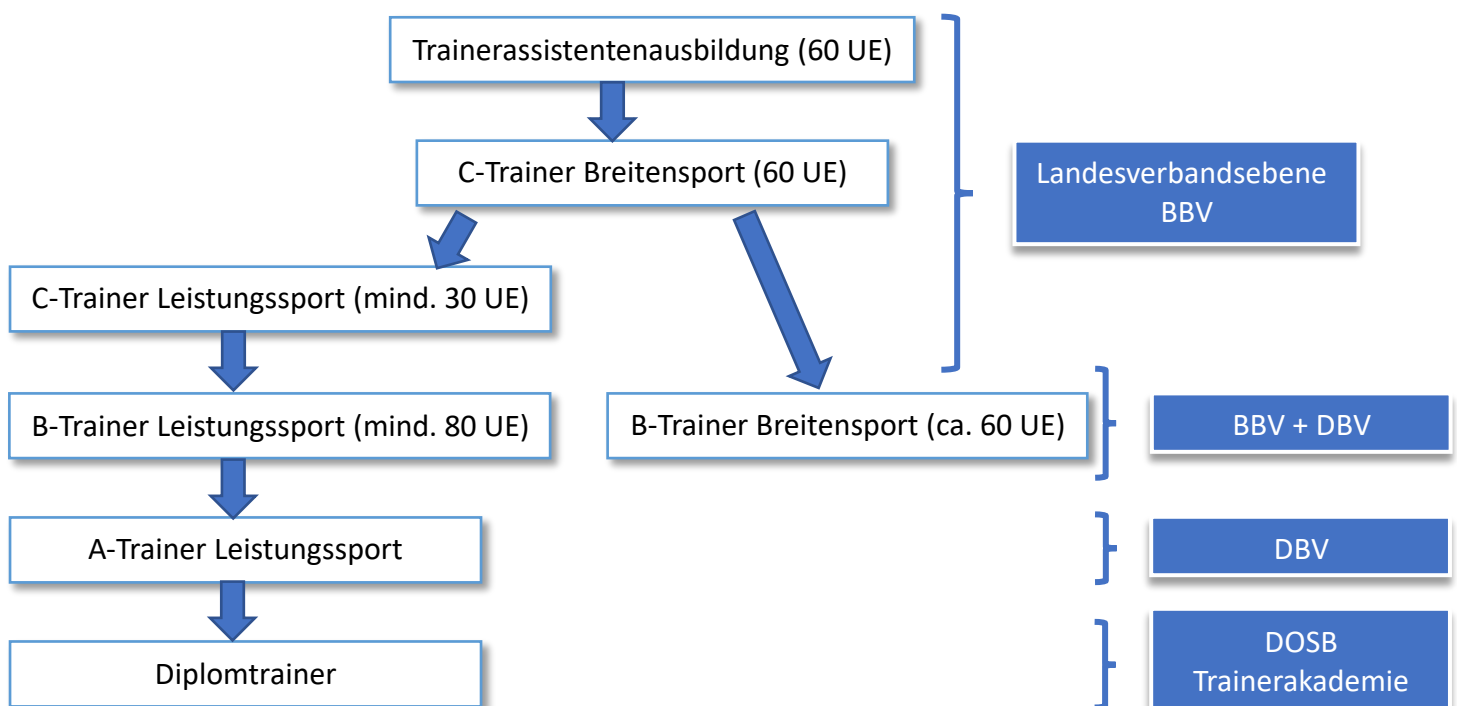 Trainerassistentenausbildung (60 UE)
C-Trainer Breitensport (60 UE)
Landesverbandsebene
BBV
C-Trainer Leistungssport (mind. 30 UE)
B-Trainer Leistungssport (mind. 80 UE)
B-Trainer Breitensport (ca. 60 UE)
BBV + DBV
A-Trainer Leistungssport
DBV
Diplomtrainer
DOSB
Trainerakademie